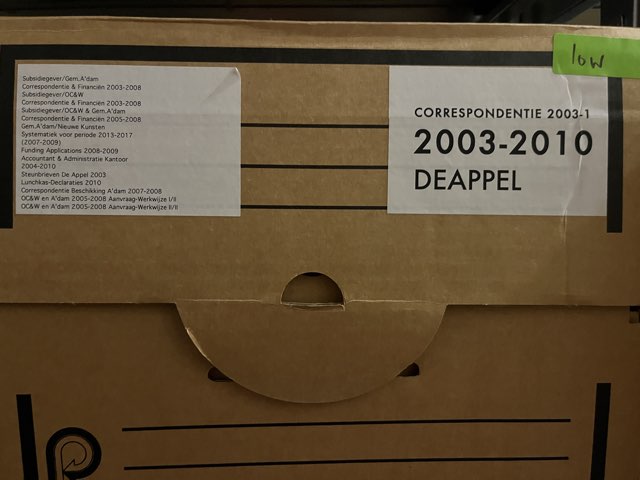 Subsidiegever/Gem.A'dam
Correspondentie & Financiën 2003-2008
Subsidiegever/OC&W
Correspondentie & Financiën 2003-2008
Subsidiegever/OC&W & Gem.A'dam
Correspondentie & Financiën 2005-2008
Gem.A'dam/Nieuwe Kunsten
Systematiek voor periode 2013-2017
(2007-2009)
Funding Applications 2008-2009
Accountant & Administratie Kantoor
2004-2010
Steunbrieven De Appel 2003
Lunchkas-Declaraties 2010
Correspondentie Beschikking A'dam 2007-2008
OC&W en A'dam 2005-2008 Aanvraag-Werkwijze I/II
OC&W en A'dam 2005-2008 Aanvraag-Werkwijze II/II
low
CORRESPONDENTIE 2003-1
2003-2010
DEAPPEL